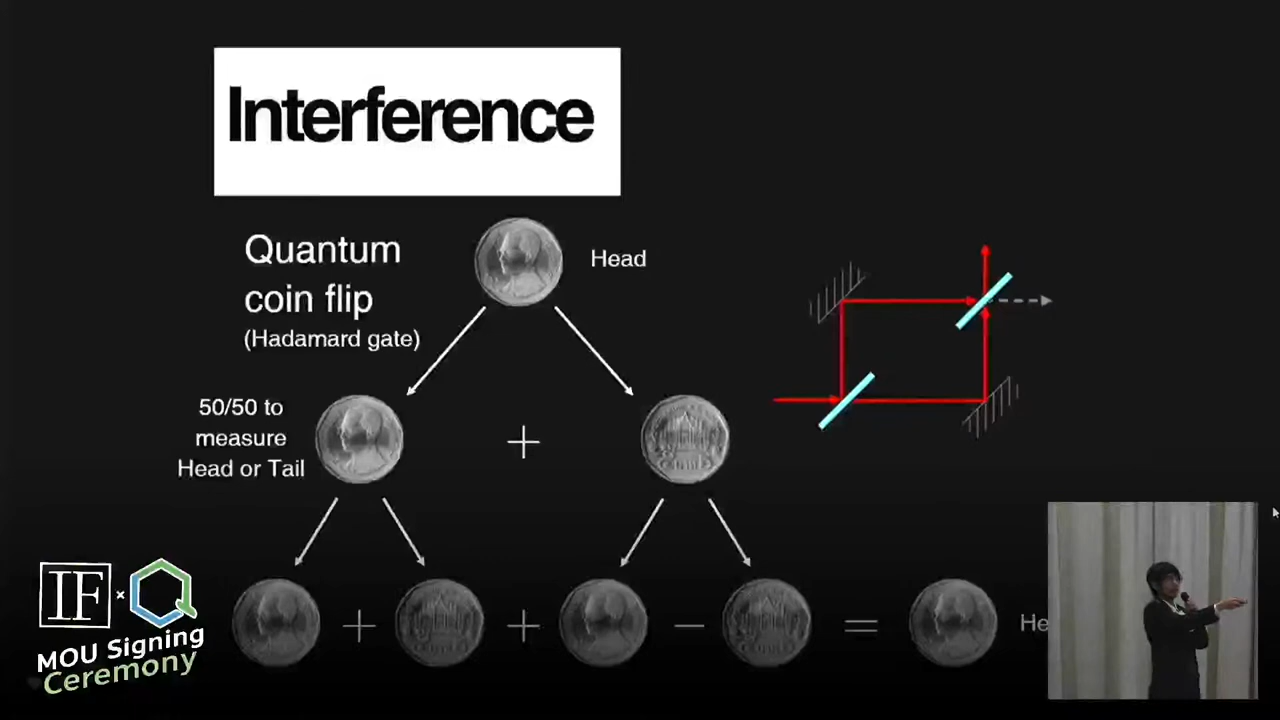 Interference
Quantum
coin flip
(Hadamard gate)
Head
50/50 to
measure
Head or Tail
+
+
+
−
=
He
IF × Q
MOU Signing
Ceremony